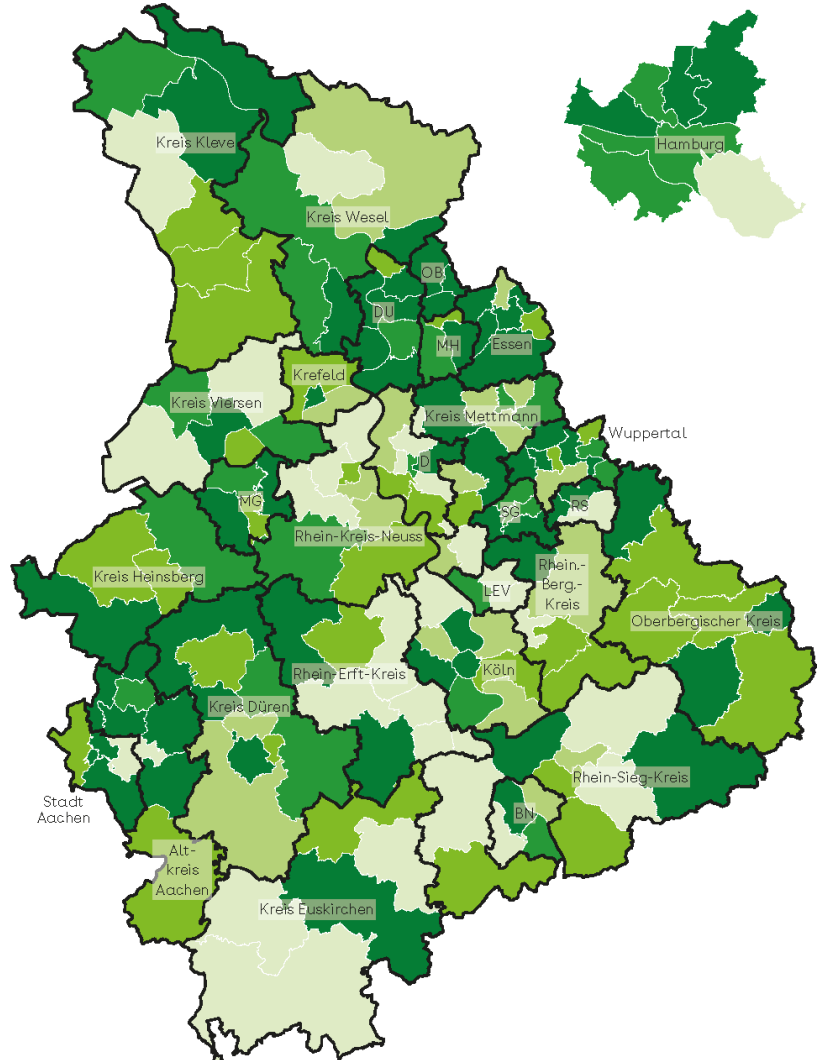 Kreis Kleve
Hamburg
Kreis Wesel
OB
DU
MH
Essen
Krefeld
Kreis Viersen
Kreis Mettmann
Wuppertal
D
MG
SG
RS
Rhein-Kreis-Neuss
Kreis Heinsberg
Rhein.-
Berg.-
Kreis
LEV
Oberbergischer Kreis
Rhein-Erft-Kreis
Köln
Kreis Düren
Rhein-Sieg-Kreis
Stadt
Aachen
BN
Alt-
kreis
Aachen
Kreis Euskirchen